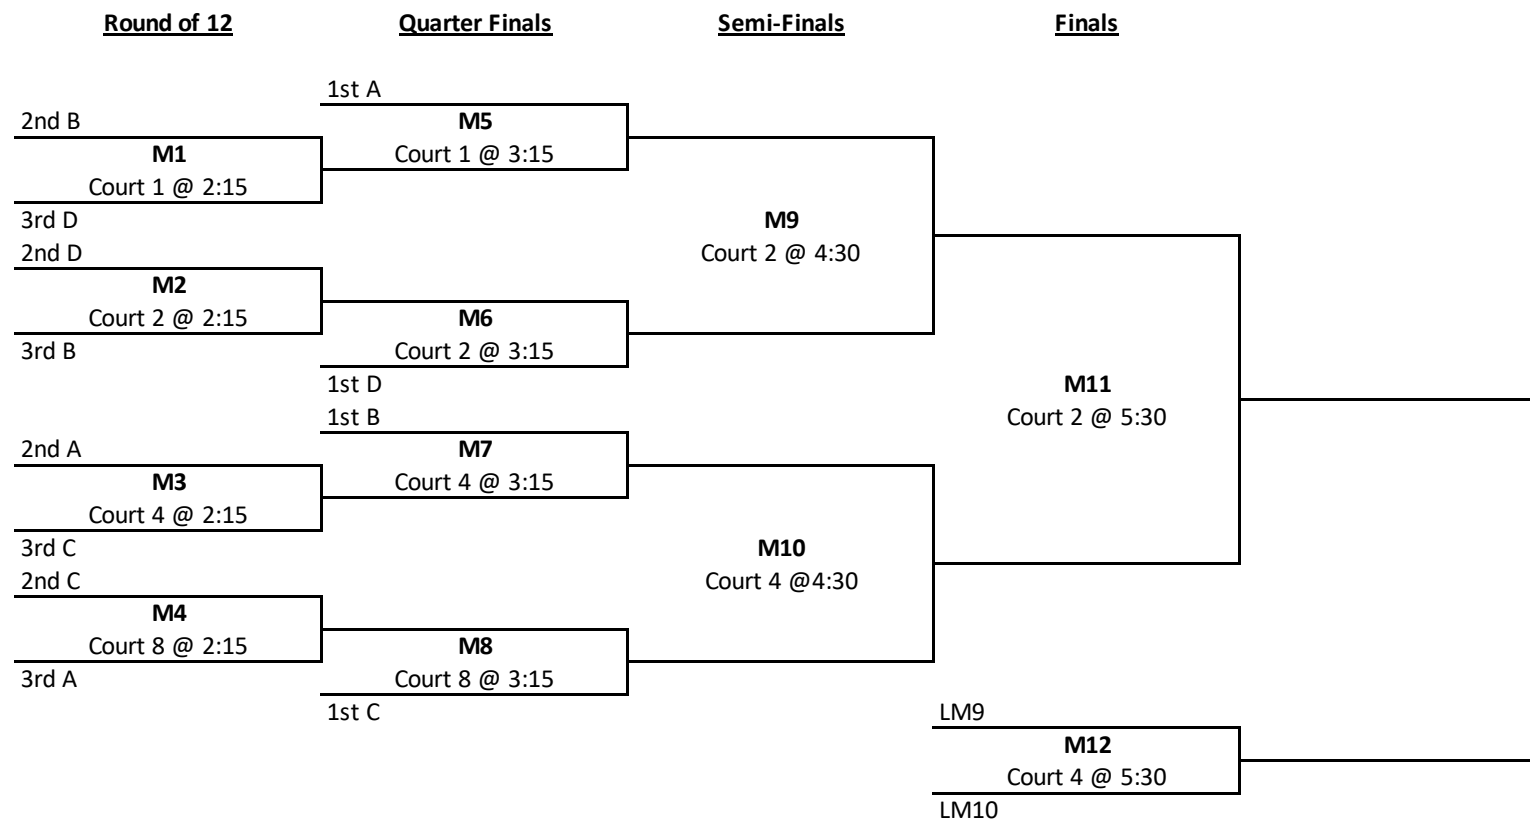 Round of 12
Quarter Finals
Semi-Finals
Finals
1st A
2nd B
M5
M1
Court 1 @ 3:15
Court 1 @ 2:15
3rd D
M9
2nd D
Court 2 @ 4:30
M2
Court 2 @ 2:15
M6
3rd B
Court 2 @ 3:15
1st D
M11
1st B
Court 2 @ 5:30
2nd A
M7
M3
Court 4 @ 3:15
Court 4 @ 2:15
3rd C
M10
2nd C
Court 4 @4:30
M4
Court 8 @ 2:15
M8
3rd A
Court 8 @ 3:15
1st C
LM9
M12
Court 4 @ 5:30
LM10